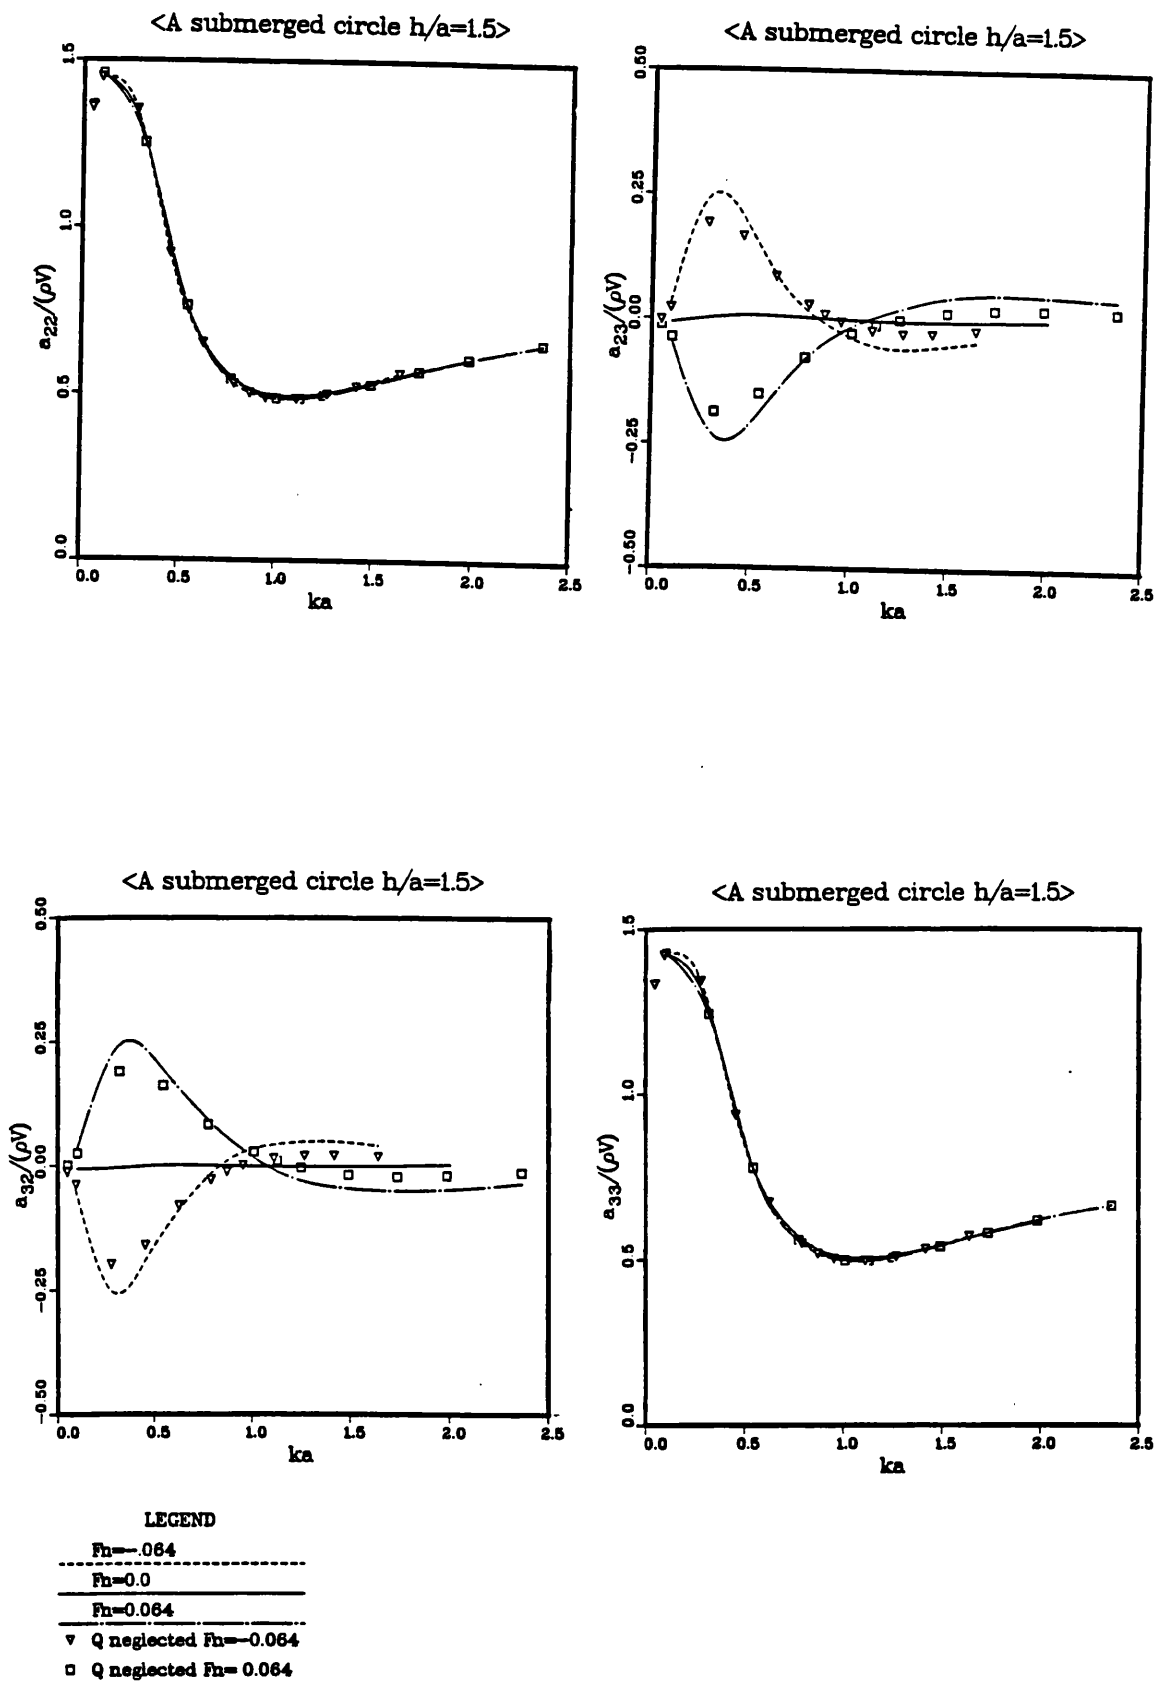 <A submerged circle h/a=1.5>
1.5
1.0
0.5
0.0
a22/(ρV)
0.0 0.5 1.0 1.5 2.0 2.5
ka
<A submerged circle h/a=1.5>
0.50
0.25
0.00
−0.25
−0.50
a23/(ρV)
0.0 0.5 1.0 1.5 2.0 2.5
ka
<A submerged circle h/a=1.5>
0.50
0.25
0.00
−0.25
−0.50
a32/(ρV)
0.0 0.5 1.0 1.5 2.0 2.5
ka
<A submerged circle h/a=1.5>
1.5
1.0
0.5
0.0
a33/(ρV)
0.0 0.5 1.0 1.5 2.0 2.5
ka
LEGEND
Fn=−.064
Fn=0.0
Fn=0.064
Q neglected Fn=−0.064
Q neglected Fn= 0.064